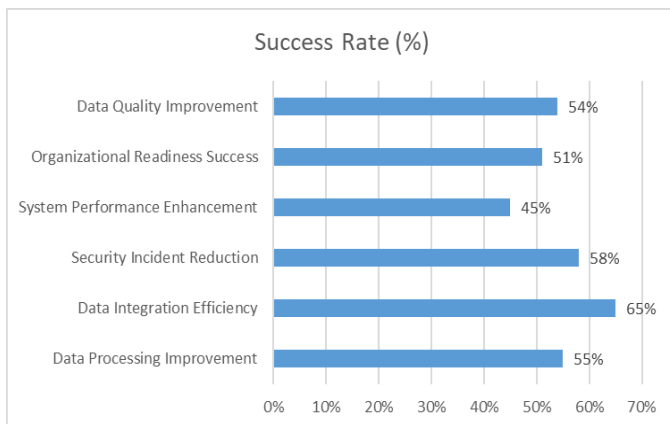 Success Rate (%)
Data Quality Improvement 54%
Organizational Readiness Success 51%
System Performance Enhancement 45%
Security Incident Reduction 58%
Data Integration Efficiency 65%
Data Processing Improvement 55%
0% 10% 20% 30% 40% 50% 60% 70%